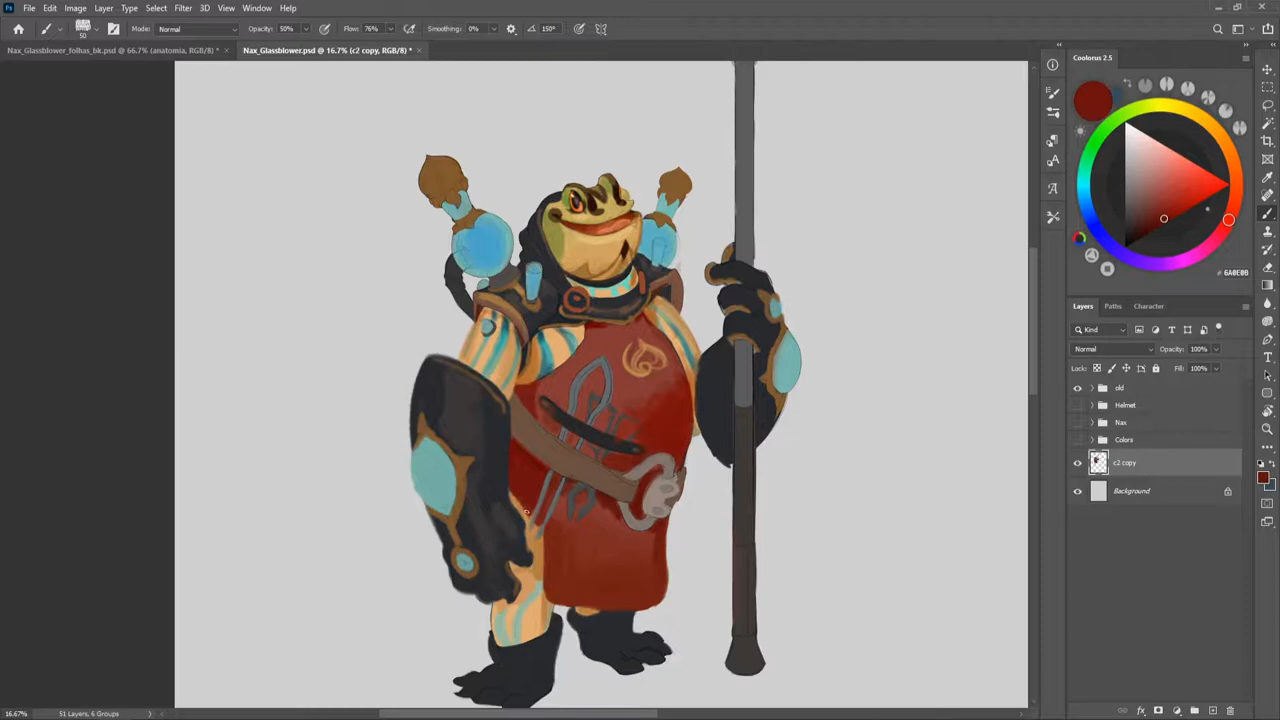 File Edit Image Layer Type Select Filter 3D View Window Help
50 Mode: Normal Opacity: 50% Flow: 76% Smoothing: 0% 150°
Nax_Glassblower_folhas_bk.psd @ 66.7% (anatomia, RGB/8) * × Nax_Glassblower.psd @ 16.7% (c2 copy, RGB/8) * ×
Coolorus 2.5
# 6A0E0B
Layers Paths Character
Kind
Normal Opacity: 100%
Lock: Fill: 100%
old
Helmet
Nax
Colors
c2 copy
Background
16.67% 51 Layers, 6 Groups